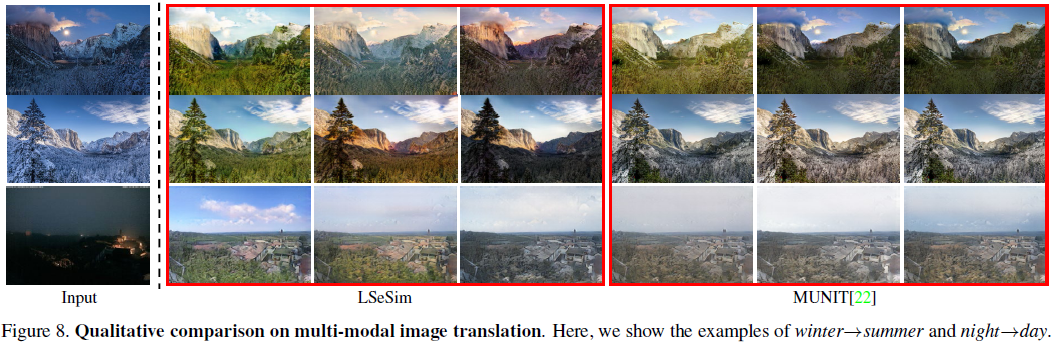 Input
LSeSim
MUNIT[22]
Figure 8. Qualitative comparison on multi-modal image translation. Here, we show the examples of winter→summer and night→day.